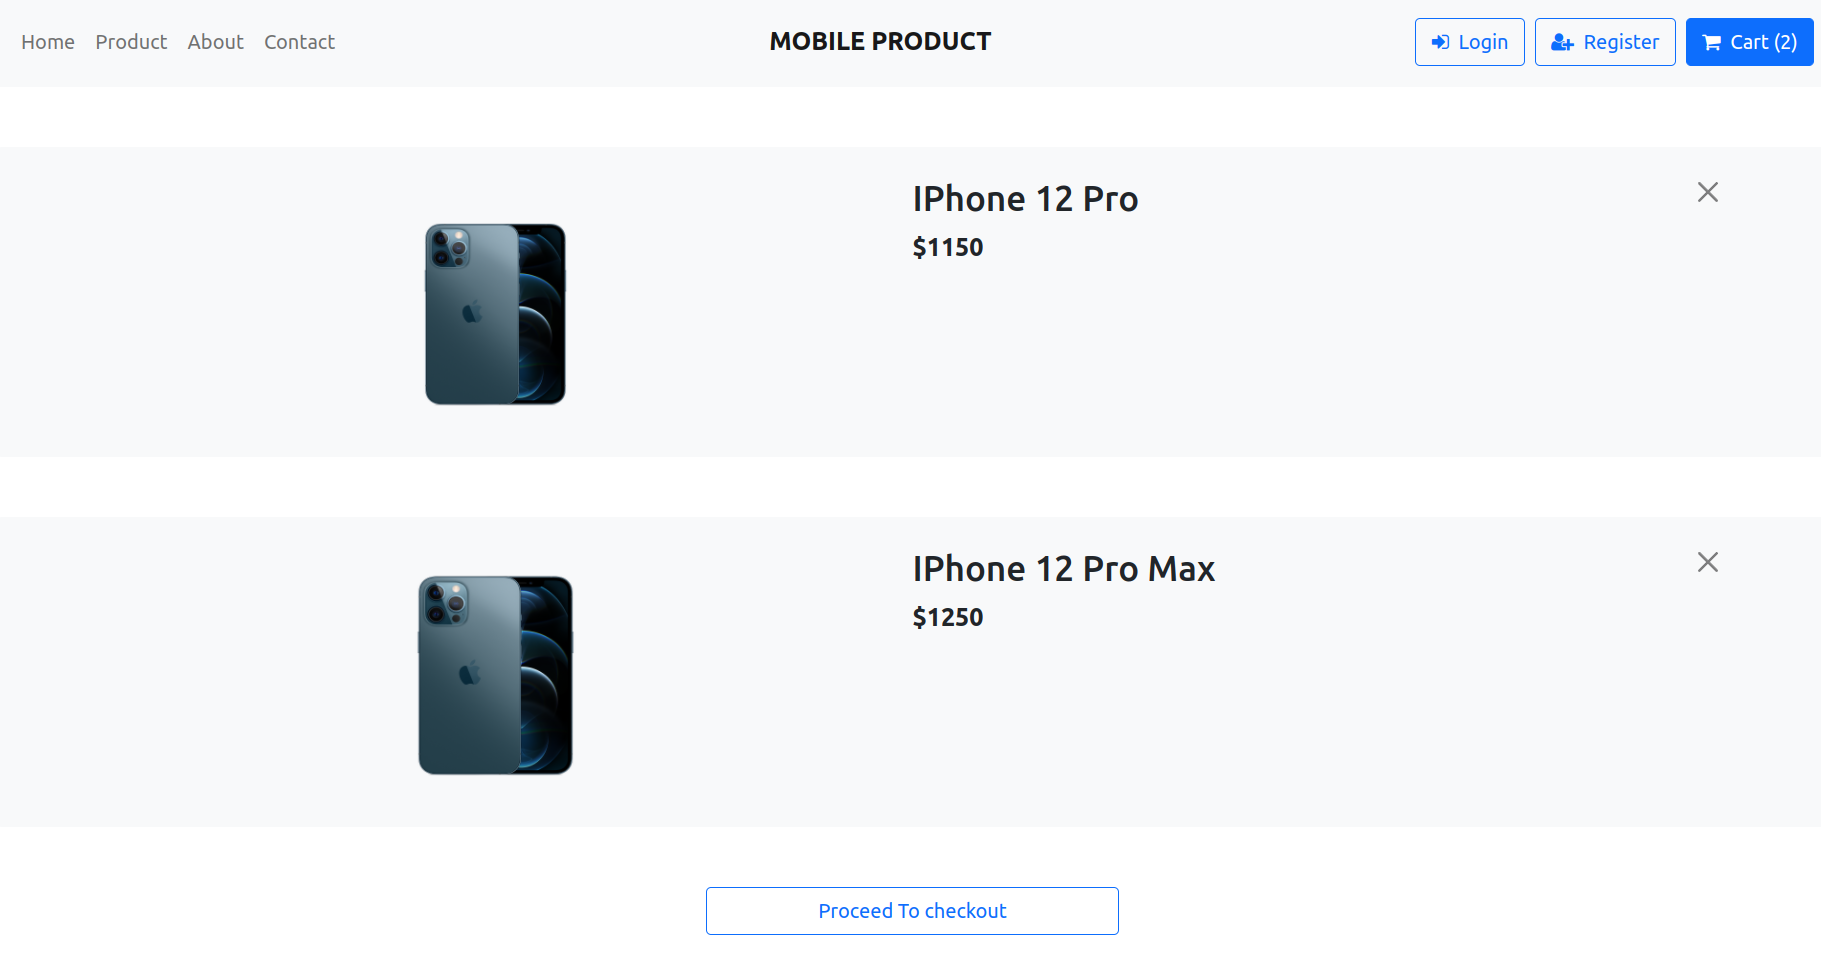 Home Product About Contact MOBILE PRODUCT Login Register Cart (2)
IPhone 12 Pro
$1150
IPhone 12 Pro Max
$1250
Proceed To checkout